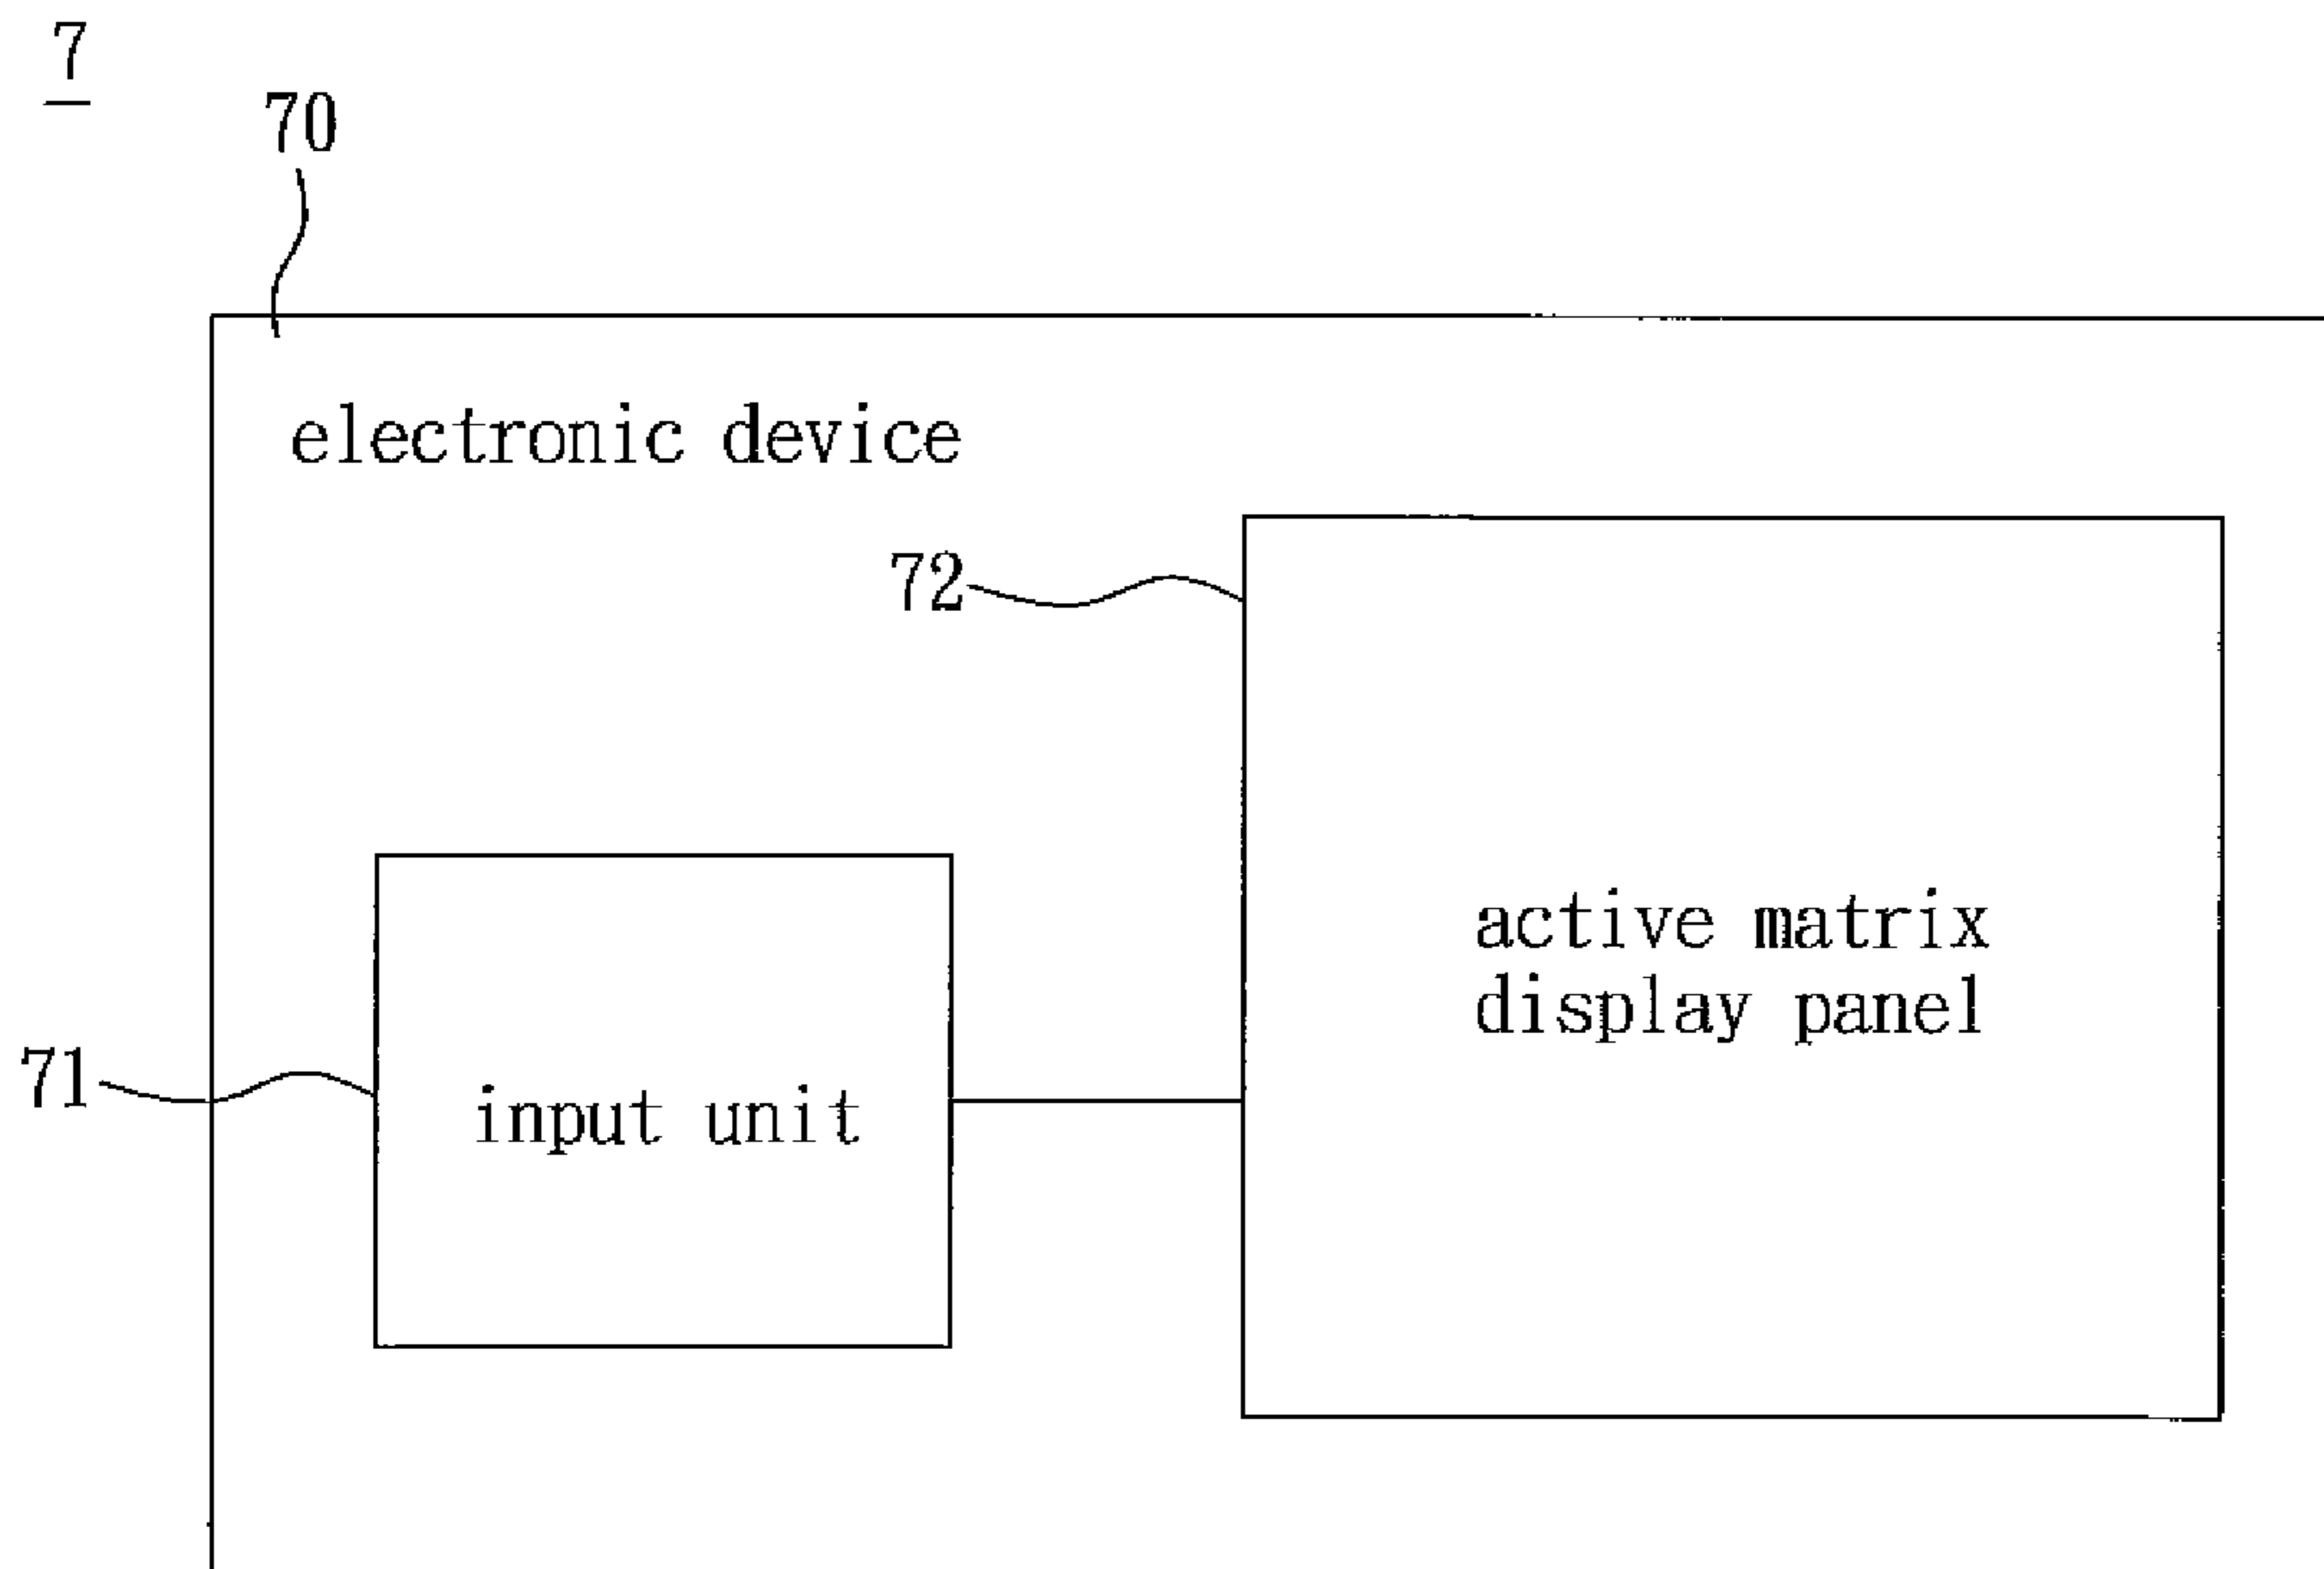 7
70
electronic device
72
active matrix
display panel
71
input unit